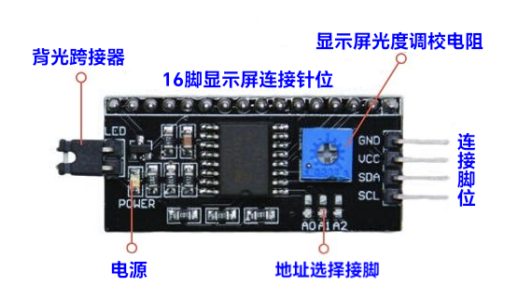 显示屏光度调校电阻
背光跨接器
16脚显示屏连接针位
LED
GND
VCC
SDA
SCL
连接脚位
POWER
A0 A1 A2
电源
地址选择接脚